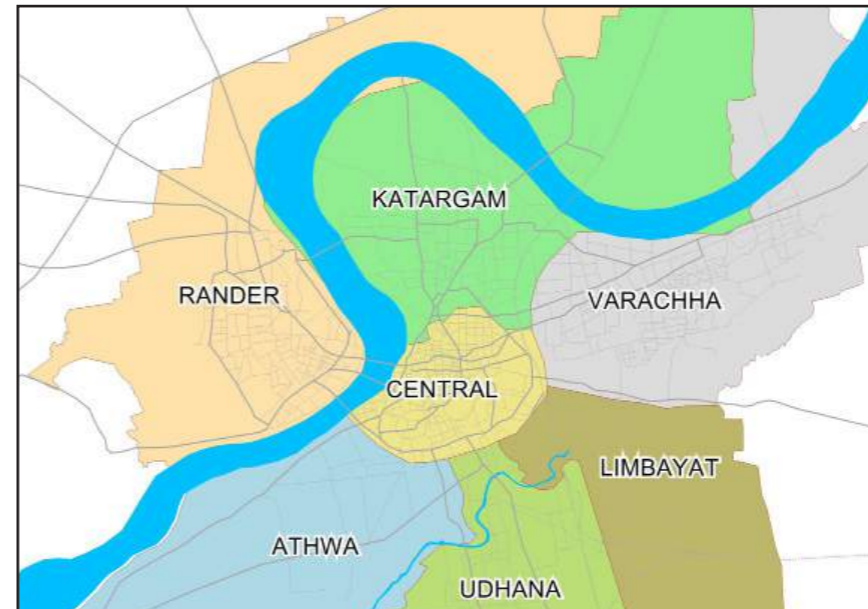 KATARGAM
RANDER
VARACHHA
CENTRAL
LIMBAYAT
ATHWA
UDHANA